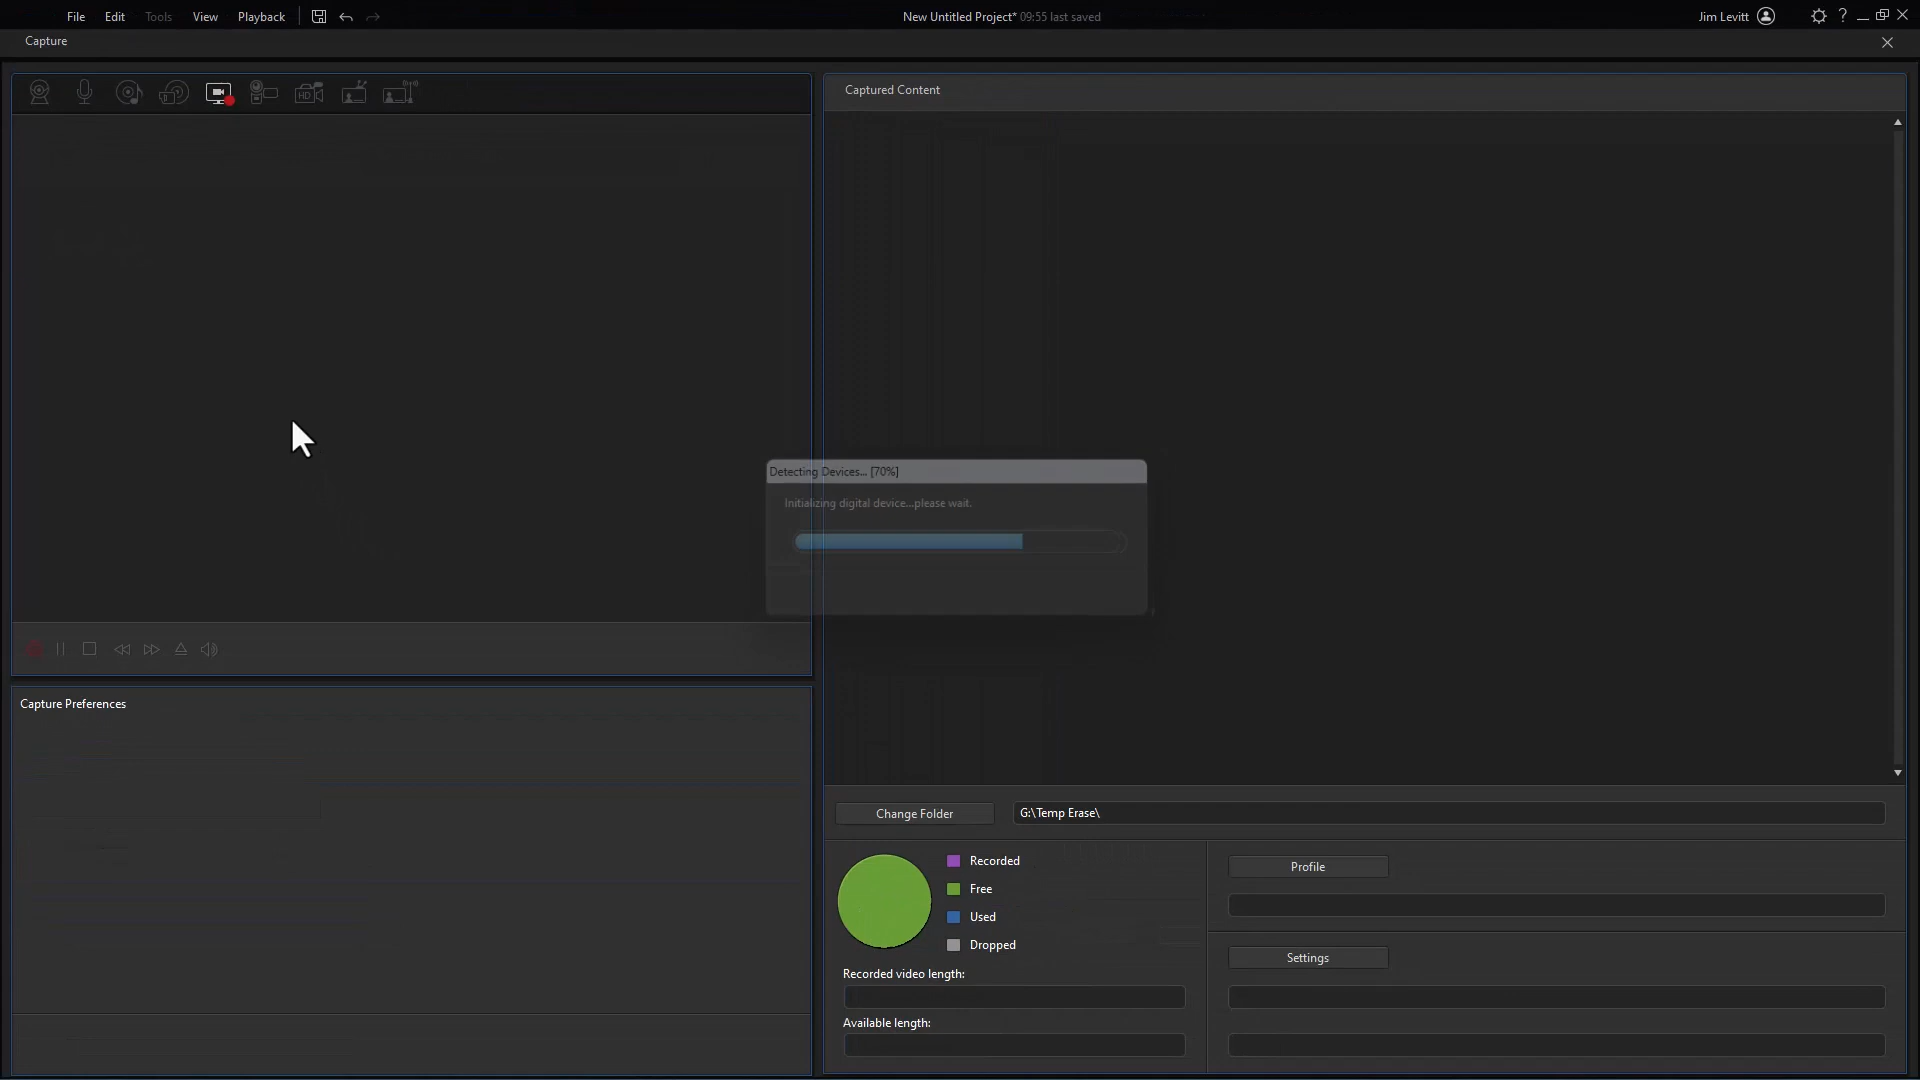 File Edit Tools View Playback
New Untitled Project* 09:55 last saved
Jim Levitt
?
Capture
HD
Captured Content
Detecting Devices... [70%]
Initializing digital device...please wait.
Capture Preferences
Change Folder
G:\Temp Erase\
Recorded
Free
Used
Dropped
Recorded video length:
Available length:
Profile
Settings